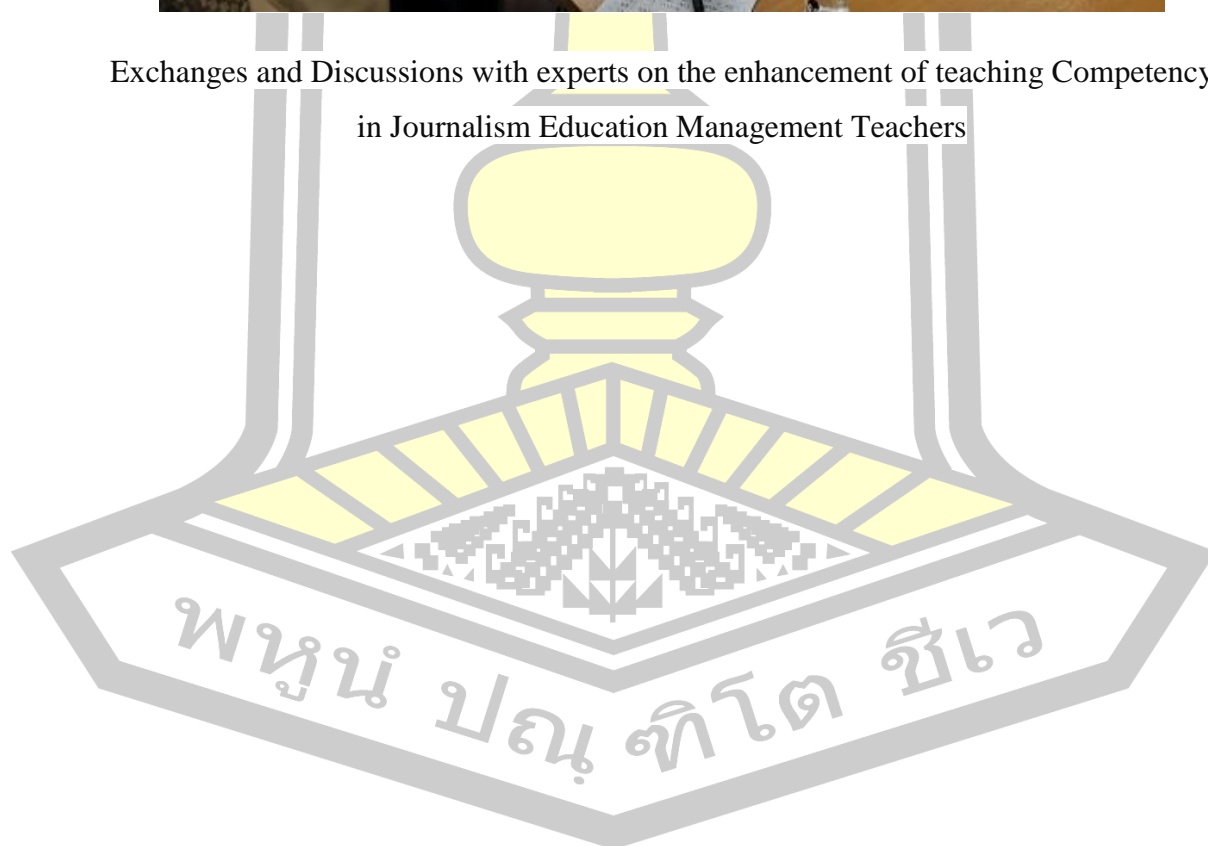 Exchanges and Discussions with experts on the enhancement of teaching Competency
in Journalism Education Management Teachers
พหูนํ ปณฺฑิโต ชีเว